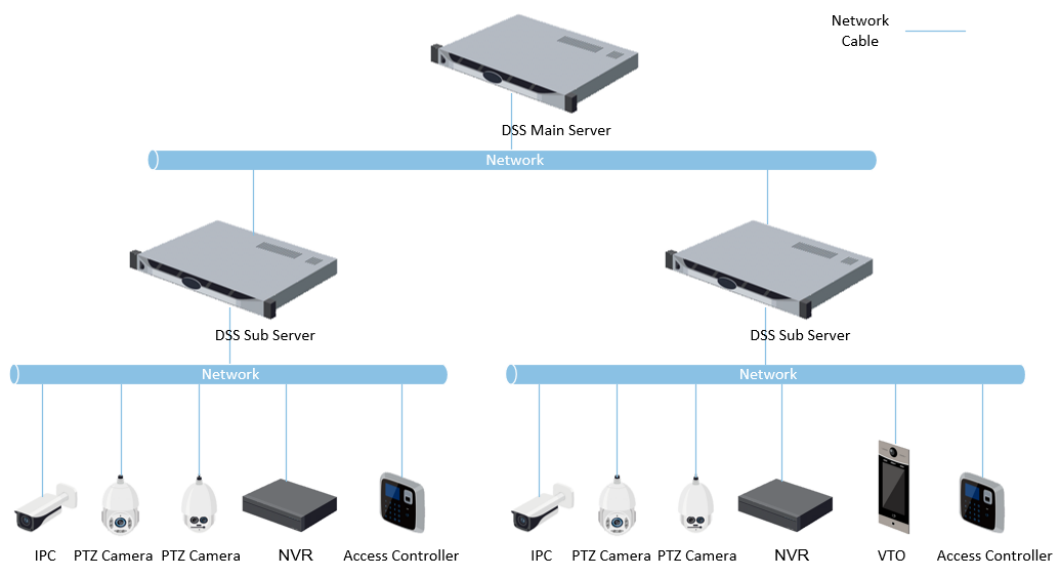 Network
Cable
DSS Main Server
Network
DSS Sub Server
DSS Sub Server
Network
Network
IPC
PTZ Camera
PTZ Camera
NVR
Access Controller
IPC
PTZ Camera
PTZ Camera
NVR
VTO
Access Controller